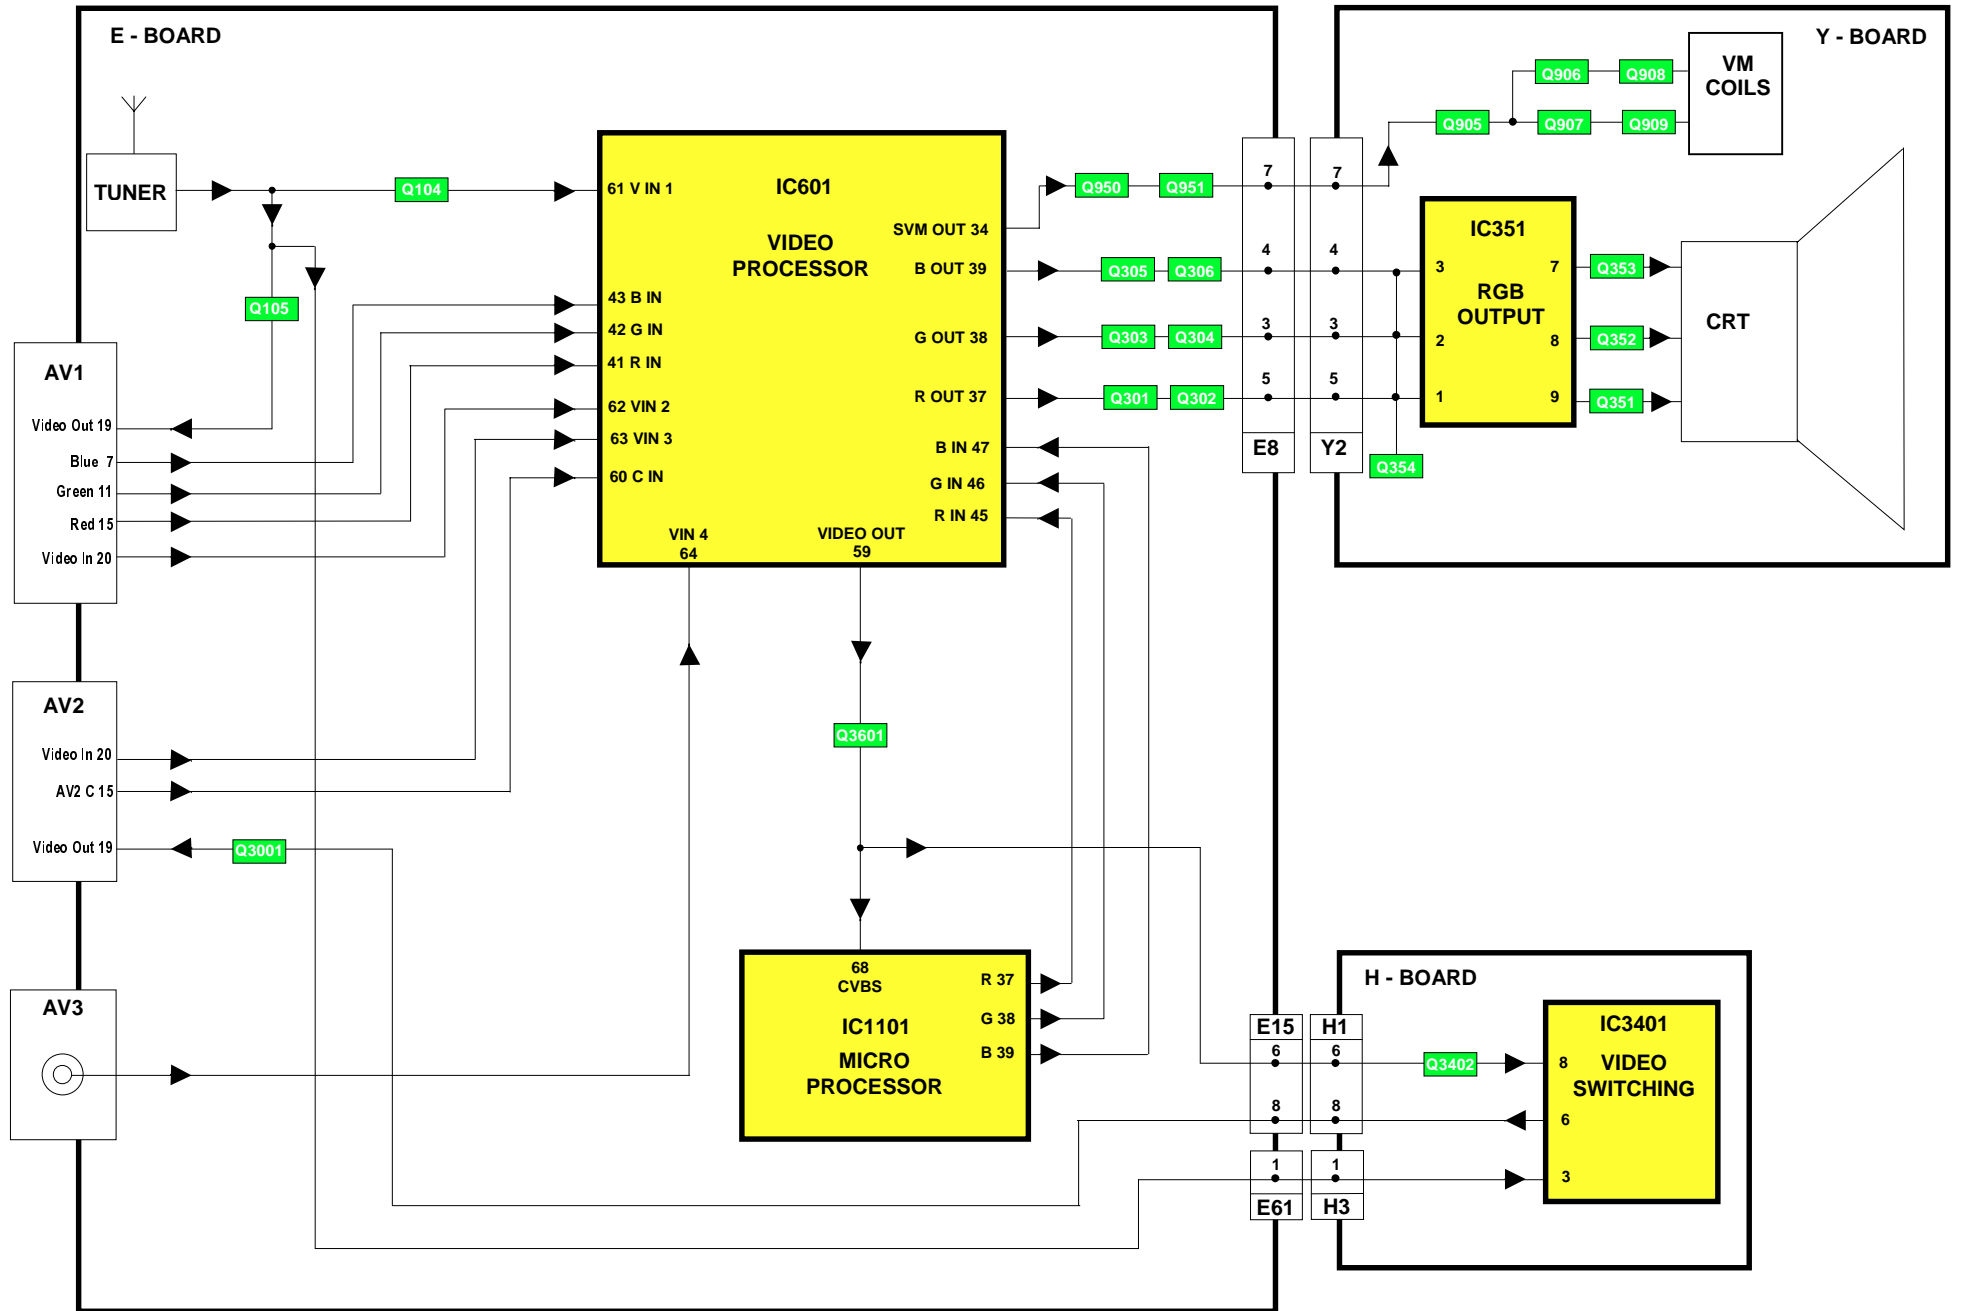 E - BOARD
Y - BOARD
VM
COILS
Q906
Q908
Q905
Q907
Q909
TUNER
Q104
61 V IN 1
IC601
VIDEO
PROCESSOR
SVM OUT 34
B OUT 39
G OUT 38
R OUT 37
B IN 47
G IN 46
R IN 45
43 B IN
42 G IN
41 R IN
62 VIN 2
63 VIN 3
60 C IN
VIN 4
64
VIDEO OUT
59
Q950
Q951
Q305
Q306
Q303
Q304
Q301
Q302
7
4
3
5
E8
7
4
3
5
Y2
Q354
IC351
RGB
OUTPUT
3
2
1
7
8
9
Q353
Q352
Q351
CRT
Q105
AV1
Video Out 19
Blue 7
Green 11
Red 15
Video In 20
AV2
Video In 20
AV2 C 15
Video Out 19
Q3001
Q3601
AV3
68
CVBS
IC1101
MICRO
PROCESSOR
R 37
G 38
B 39
H - BOARD
E15
6
8
1
E61
H1
6
8
1
H3
Q3402
IC3401
VIDEO
SWITCHING
8
6
3